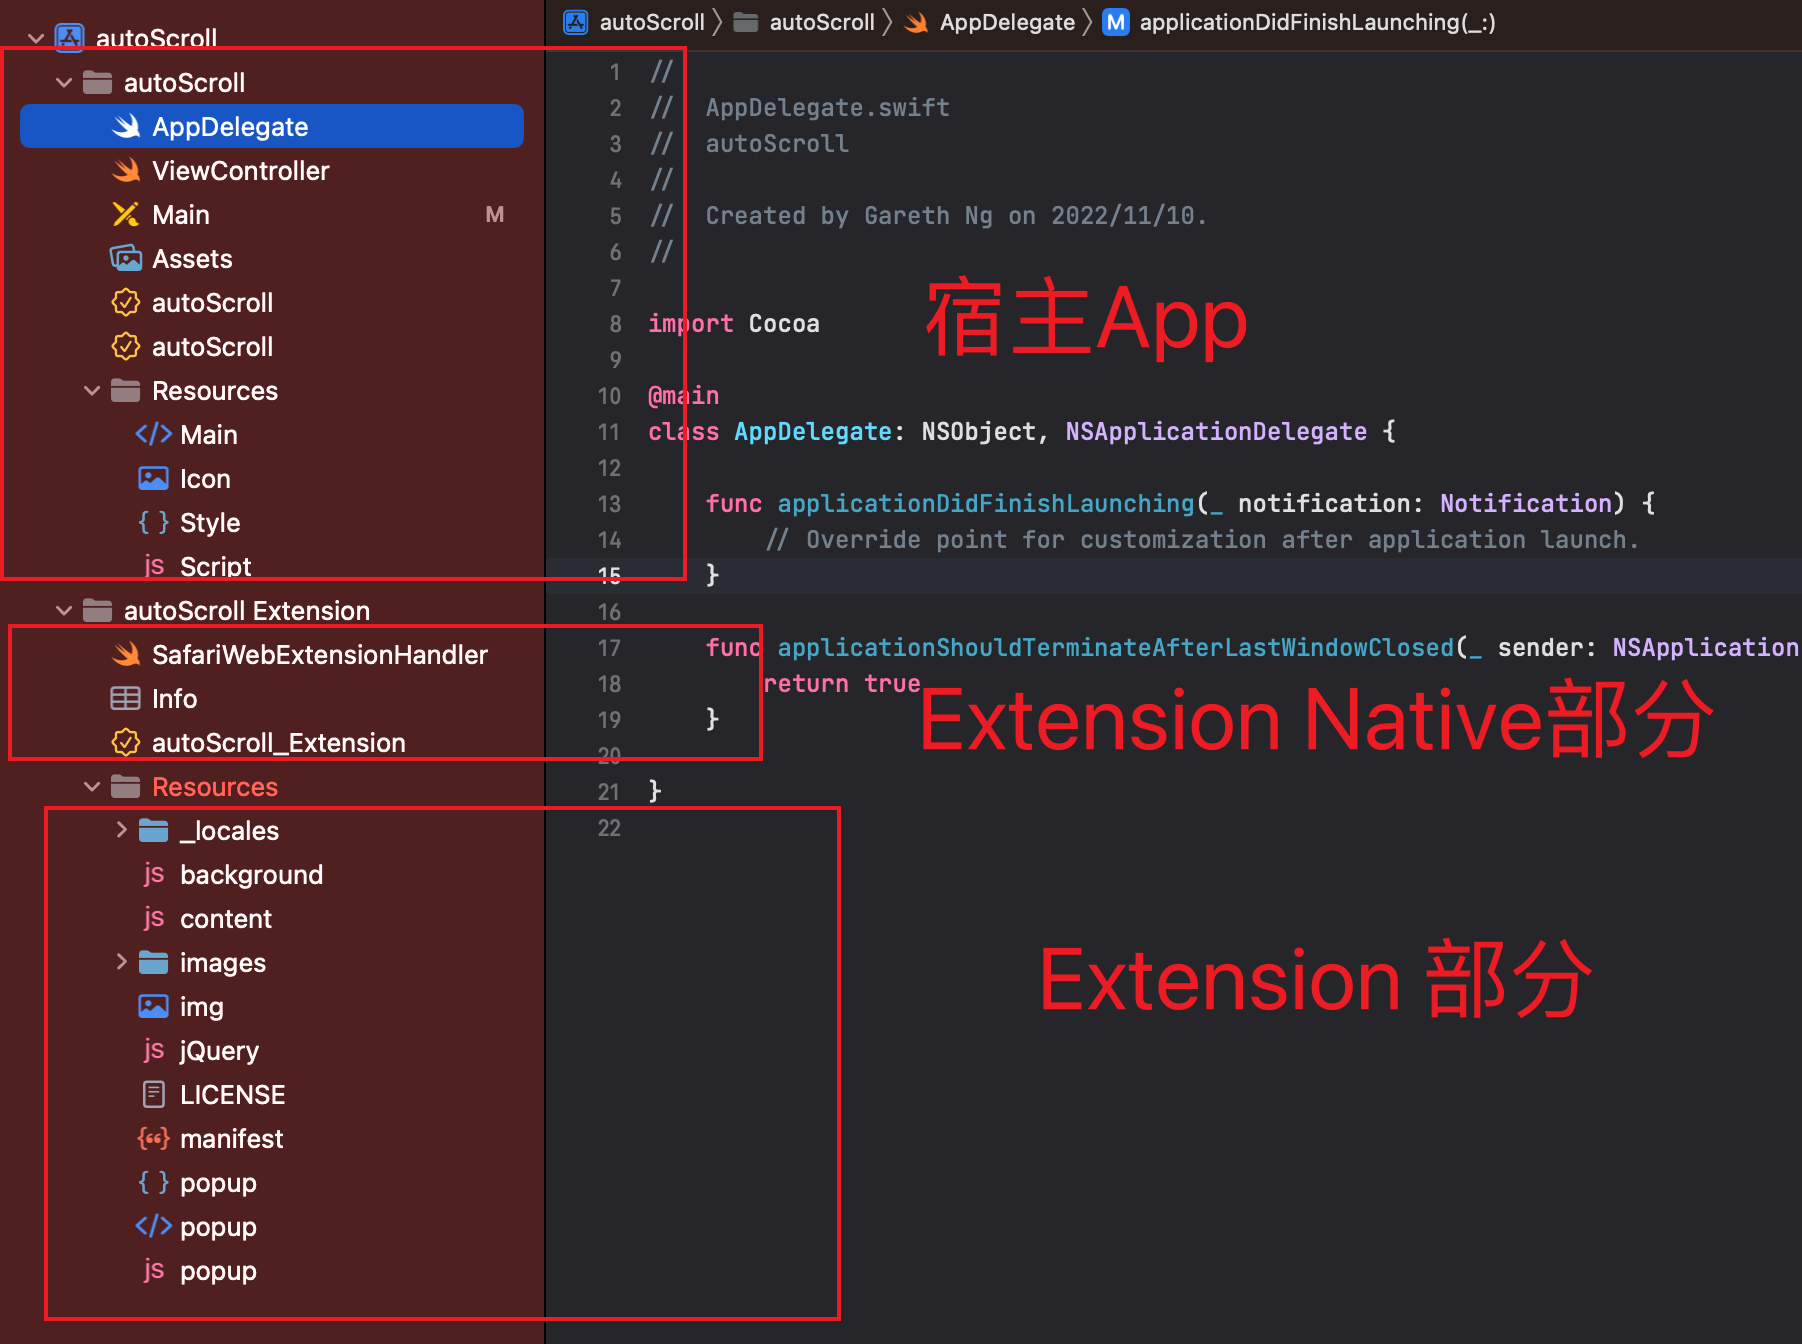 autoScroll
autoScroll
AppDelegate
ViewController
Main M
Assets
autoScroll
autoScroll
Resources
Main
Icon
Style
Script
autoScroll Extension
SafariWebExtensionHandler
Info
autoScroll_Extension
Resources
_locales
background
content
images
img
jQuery
LICENSE
manifest
popup
popup
popup
autoScroll 〉 autoScroll 〉 AppDelegate 〉 M applicationDidFinishLaunching(_:)
1 //
2 //  AppDelegate.swift
3 //  autoScroll
4 //
5 //  Created by Gareth Ng on 2022/11/10.
6 //
7
8 import Cocoa
9
10 @main
11 class AppDelegate: NSObject, NSApplicationDelegate {
12
13     func applicationDidFinishLaunching(_ notification: Notification) {
14         // Override point for customization after application launch.
15     }
16
17     func applicationShouldTerminateAfterLastWindowClosed(_ sender: NSApplication
18         return true
19     }
20
21 }
22
宿主App
Extension Native部分
Extension 部分